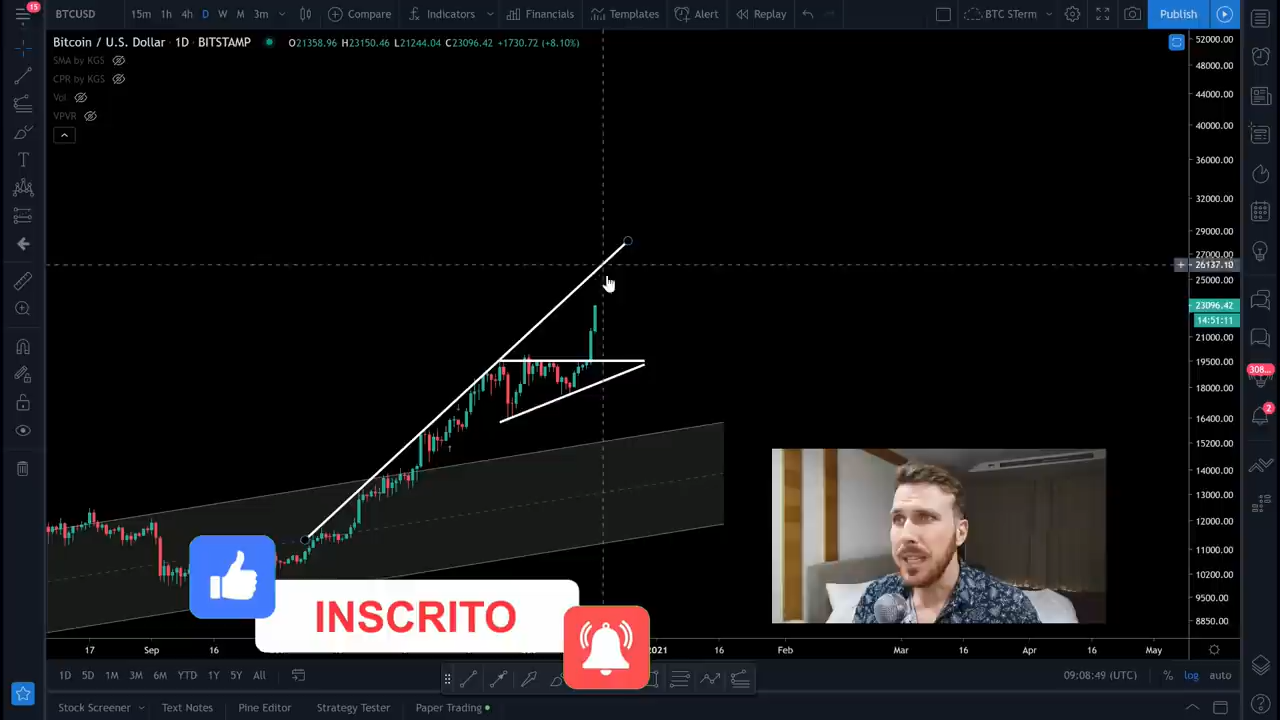 15
BTCUSD
15m 1h 4h D W M 3m
Compare
Indicators
Financials
Templates
Alert
Replay
BTC STerm
Publish
Bitcoin / U.S. Dollar · 1D · BITSTAMP
O21358.96 H23150.46 L21244.04 C23096.42 +1730.72 (+8.10%)
SMA by KGS
CPR by KGS
Vol
VPVR
52000.00
48000.00
44000.00
40000.00
36000.00
32000.00
29000.00
27000.00
26137.10
25000.00
23096.42
14:51:11
21000.00
19500.00
18000.00
16400.00
15200.00
14000.00
13000.00
12000.00
11000.00
10200.00
9500.00
8850.00
308...
2
INSCRITO
17 Sep 16 2021 16 Feb Mar 16 Apr 16 May
1D 5D 1M 3M 6M YTD 1Y 5Y All
09:08:49 (UTC) % log auto
Stock Screener Text Notes Pine Editor Strategy Tester Paper Trading